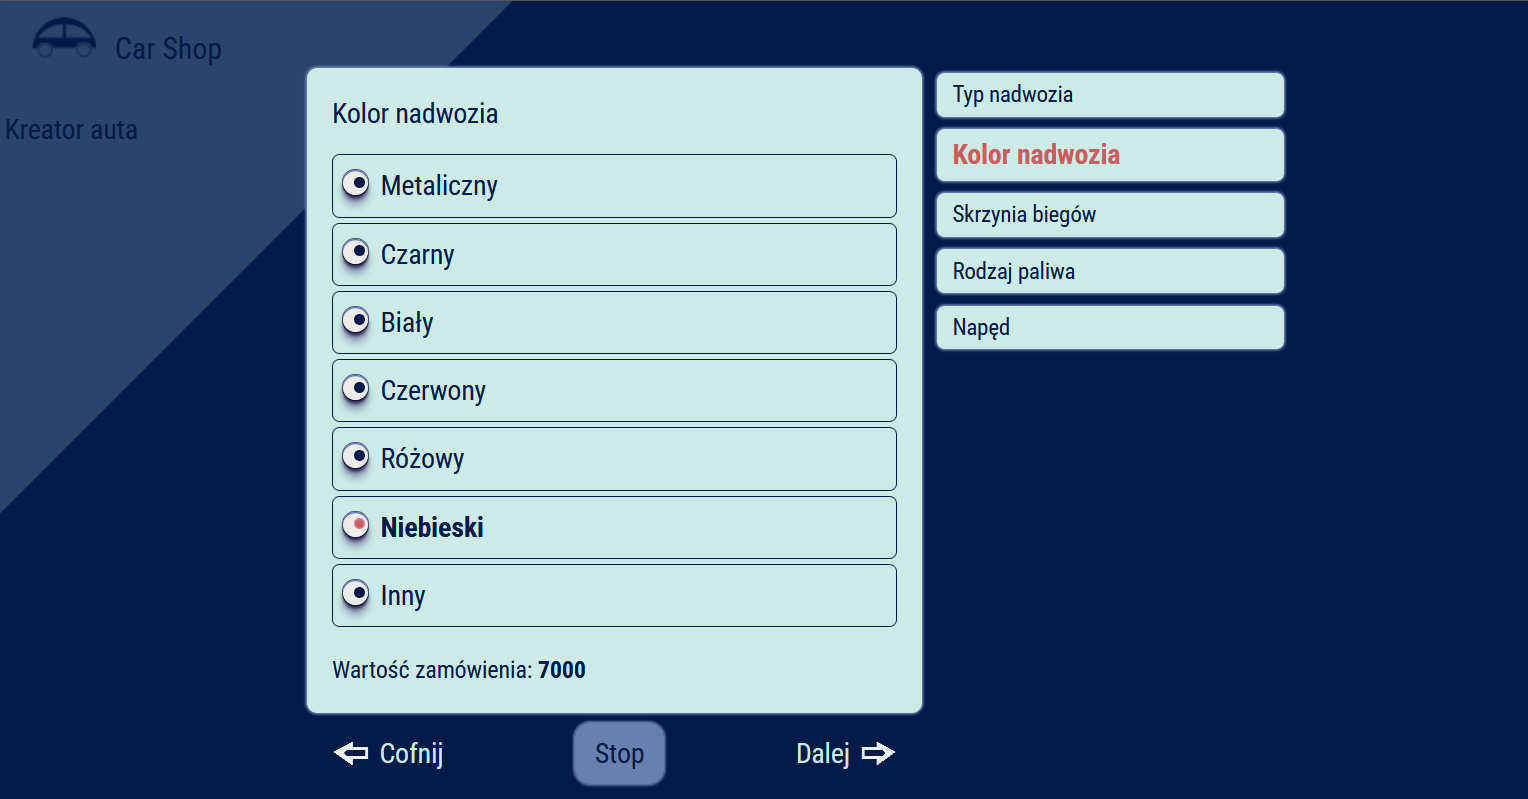 Car Shop
Kreator auta
Kolor nadwozia
Metaliczny
Czarny
Biały
Czerwony
Różowy
Niebieski
Inny
Wartość zamówienia: 7000
Cofnij
Stop
Dalej
Typ nadwozia
Kolor nadwozia
Skrzynia biegów
Rodzaj paliwa
Napęd